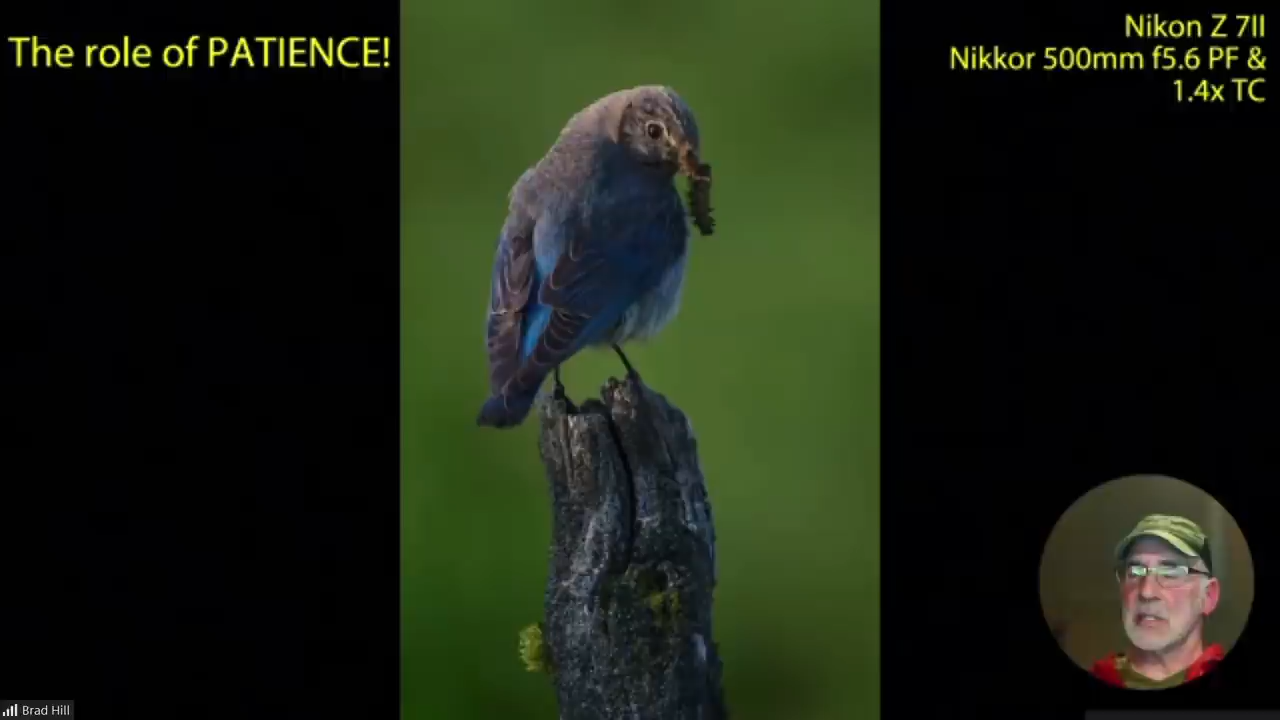 The role of PATIENCE!
Nikon Z 7II
Nikkor 500mm f5.6 PF &
1.4x TC
Brad Hill